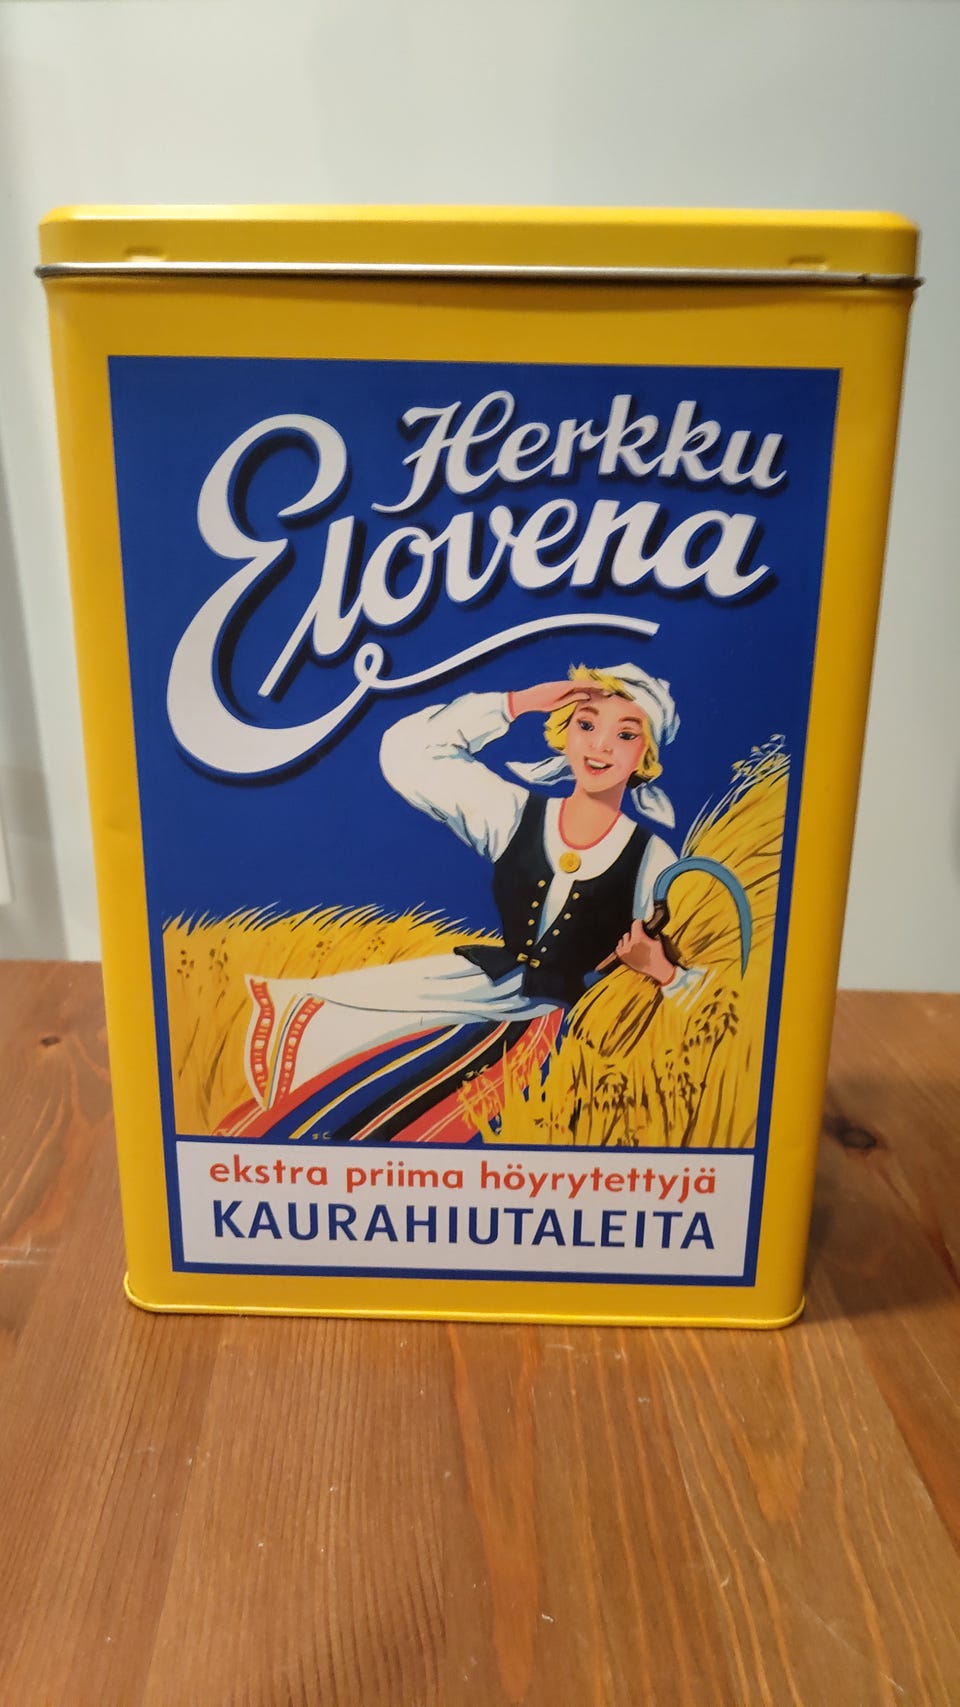 Herkku
Elovena
ekstra priima höyrytettyjä
KAURAHIUTALEITA